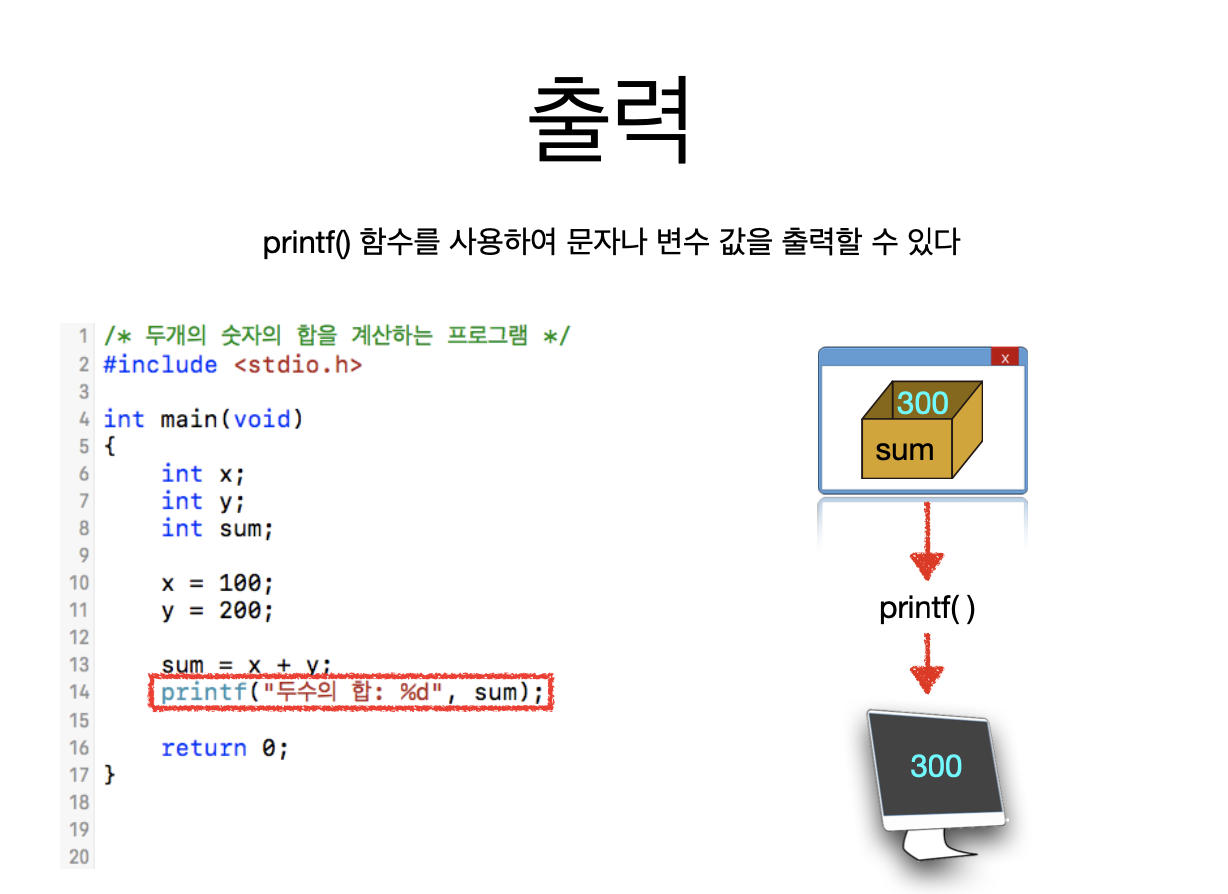 출력
printf() 함수를 사용하여 문자나 변수 값을 출력할 수 있다
1 /* 두개의 숫자의 합을 계산하는 프로그램 */
2 #include <stdio.h>
3
4 int main(void)
5 {
6     int x;
7     int y;
8     int sum;
9
10     x = 100;
11     y = 200;
12
13     sum = x + y;
14     printf("두수의 합: %d", sum);
15
16     return 0;
17 }
18
19
20
x
300
sum
printf( )
300